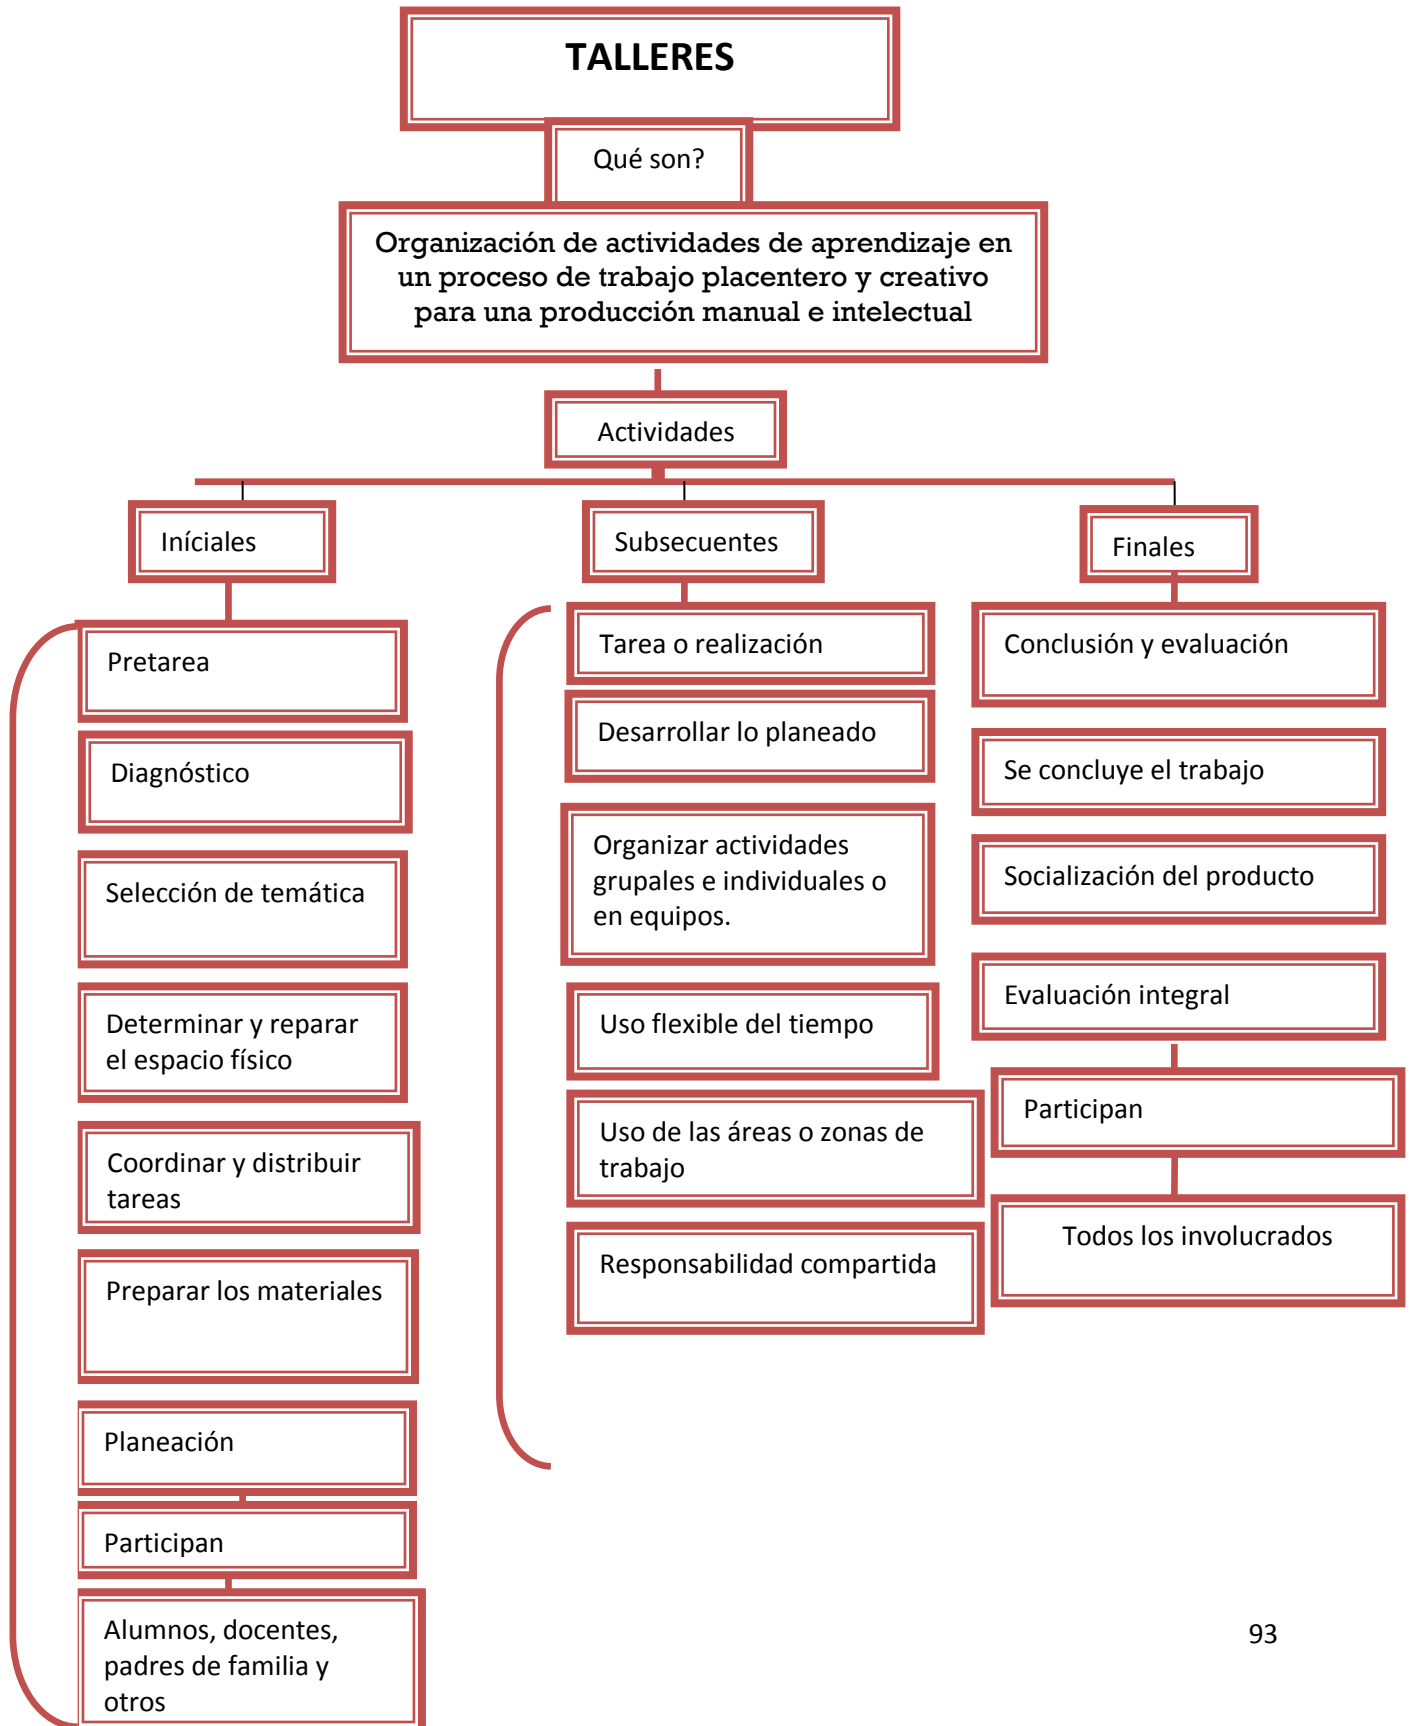 TALLERES
Qué son?
Organización de actividades de aprendizaje en
un proceso de trabajo placentero y creativo
para una producción manual e intelectual
Actividades
Iníciales
Pretarea
Diagnóstico
Selección de temática
Determinar y reparar
el espacio físico
Coordinar y distribuir
tareas
Preparar los materiales
Planeación
Participan
Alumnos, docentes,
padres de familia y
otros
Subsecuentes
Tarea o realización
Desarrollar lo planeado
Organizar actividades
grupales e individuales o
en equipos.
Uso flexible del tiempo
Uso de las áreas o zonas de
trabajo
Responsabilidad compartida
Finales
Conclusión y evaluación
Se concluye el trabajo
Socialización del producto
Evaluación integral
Participan
Todos los involucrados
93